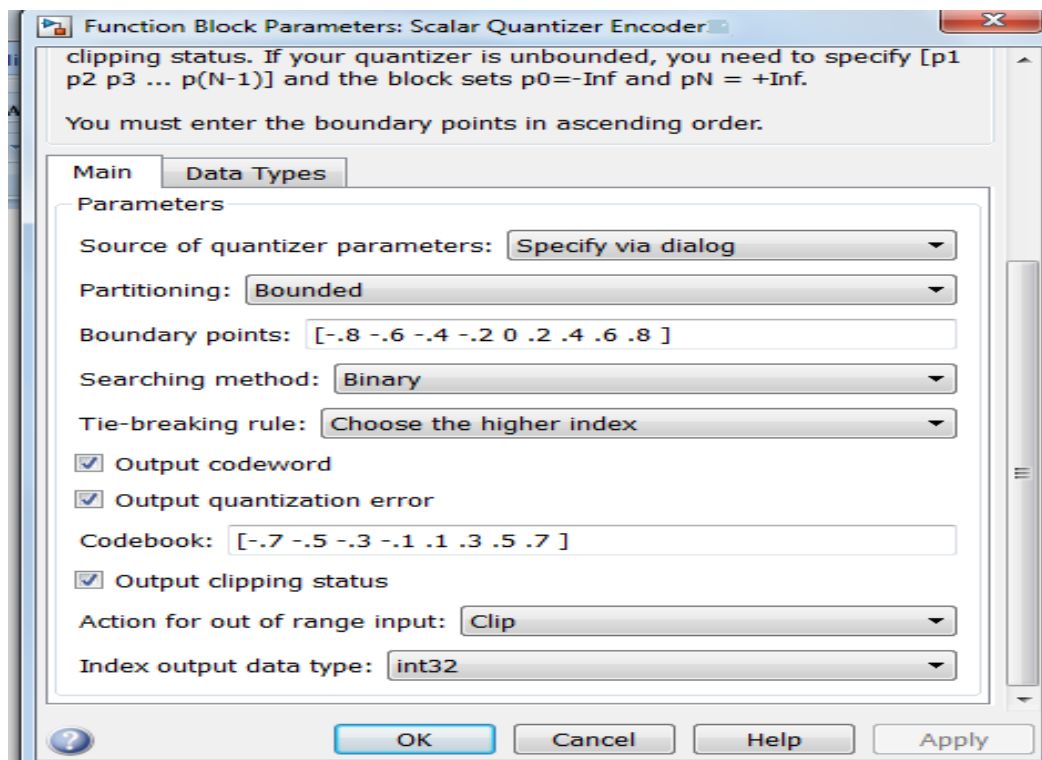 Function Block Parameters: Scalar Quantizer Encoder
clipping status. If your quantizer is unbounded, you need to specify [p1
p2 p3 ... p(N-1)] and the block sets p0=-Inf and pN = +Inf.
You must enter the boundary points in ascending order.
Main Data Types
Parameters
Source of quantizer parameters: Specify via dialog
Partitioning: Bounded
Boundary points: [-.8 -.6 -.4 -.2 0 .2 .4 .6 .8 ]
Searching method: Binary
Tie-breaking rule: Choose the higher index
Output codeword
Output quantization error
Codebook: [-.7 -.5 -.3 -.1 .1 .3 .5 .7 ]
Output clipping status
Action for out of range input: Clip
Index output data type: int32
OK Cancel Help Apply